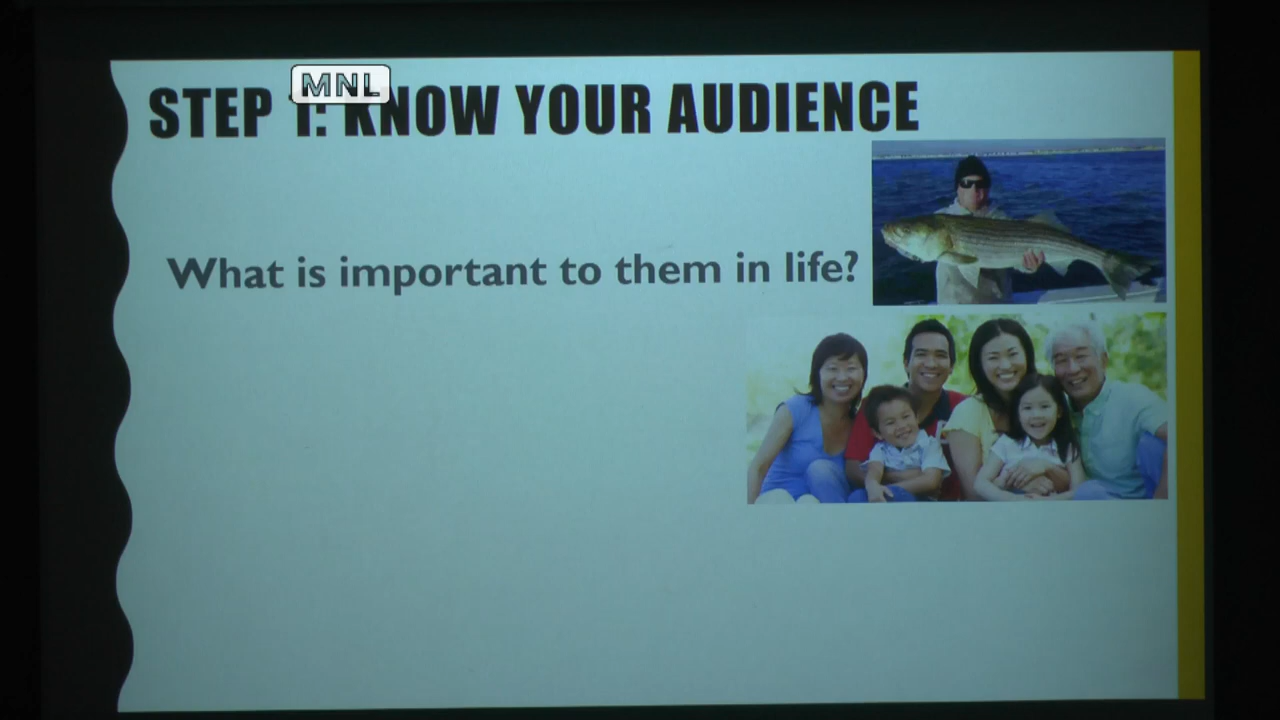 MNL
STEP 1: KNOW YOUR AUDIENCE
What is important to them in life?